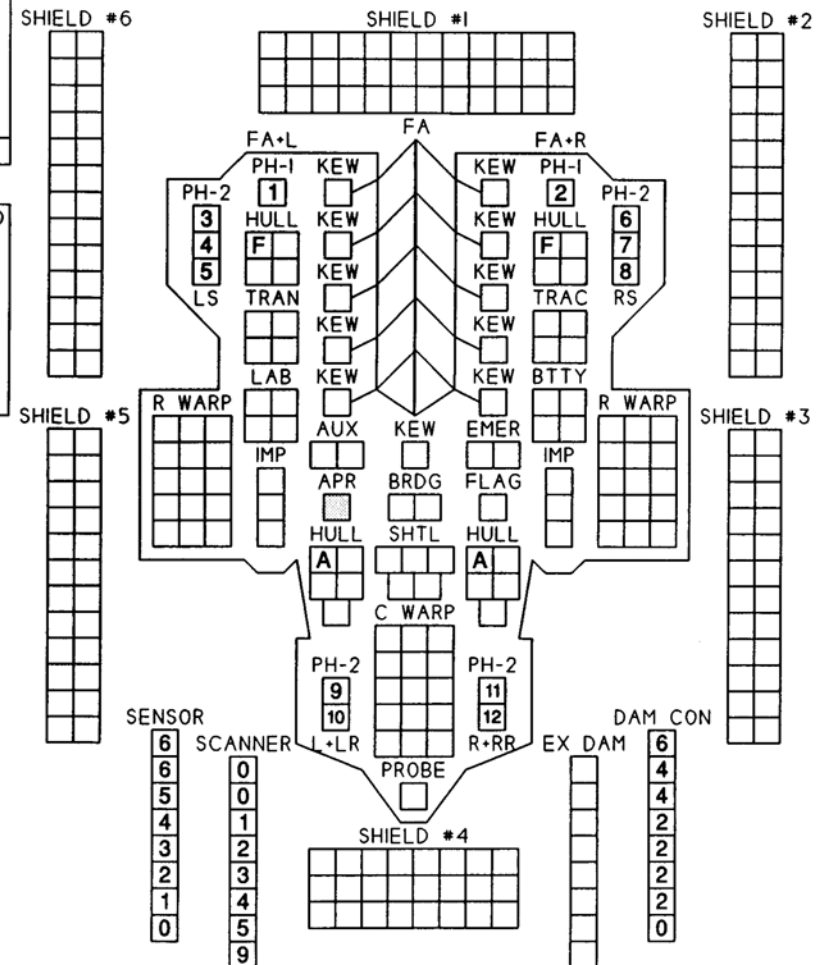 SHIELD #6 SHIELD #1 SHIELD #2
FA+L FA FA+R
PH-1 KEW KEW PH-1
PH-2 1 2 PH-2
3 HULL KEW KEW HULL 6
4 F F 7
5 KEW KEW 8
LS TRAN TRAC RS
KEW KEW
LAB KEW KEW BTTY
SHIELD #5 R WARP R WARP SHIELD #3
AUX KEW EMER
IMP IMP
APR BRDG FLAG
HULL SHTL HULL
A A
C WARP
PH-2 PH-2
9 11
SENSOR 10 12 DAM CON
6 SCANNER L+LR R+RR EX DAM 6
6 0 PROBE 4
5 0 4
4 1 SHIELD #4 2
3 2 2
2 3 2
1 4 2
0 5 0
9